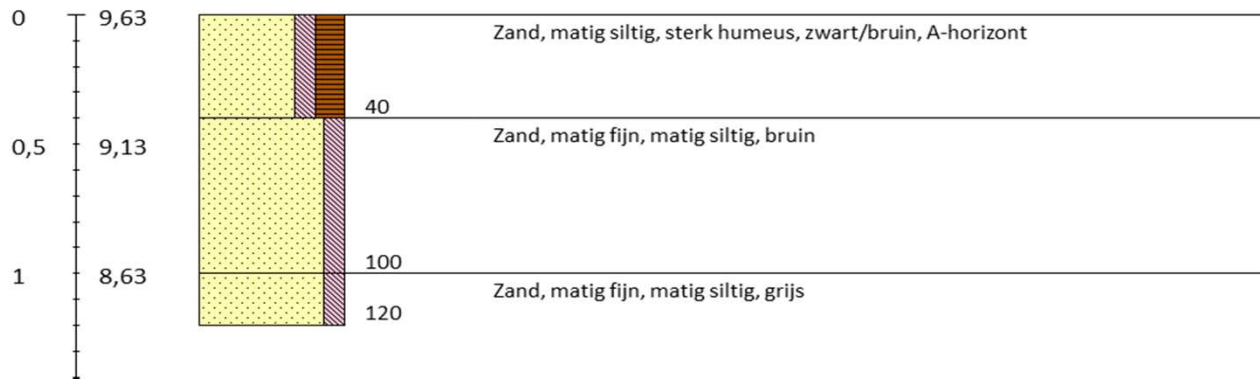 0 9,63 Zand, matig siltig, sterk humeus, zwart/bruin, A-horizont
40
0,5 9,13 Zand, matig fijn, matig siltig, bruin
100
1 8,63 Zand, matig fijn, matig siltig, grijs
120